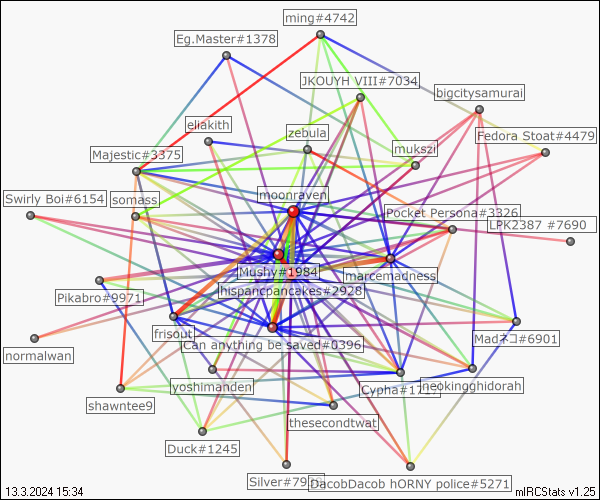 ming#4742
Eg.Master#1378
JKOUYH VIII#7034
bigcitysamurai
eliakith
zebula
Fedora Stoat#4479
mukszi
Majestic#3375
moonraven
Swirly Boi#6154
somass
Pocket Persona#3326
LPK2387 #7690
Mushy#1984
marcemadness
hispancpancakes#2928
Pikabro#9971
frisout
Can anything be saved#0396
Madネコ#6901
normalwan
yoshimanden
Cypha#17
neokingghidorah
shawntee9
thesecondtwat
Duck#1245
Silver#79
DacobDacob hORNY police#5271
13.3.2024 15:34
mIRCStats v1.25